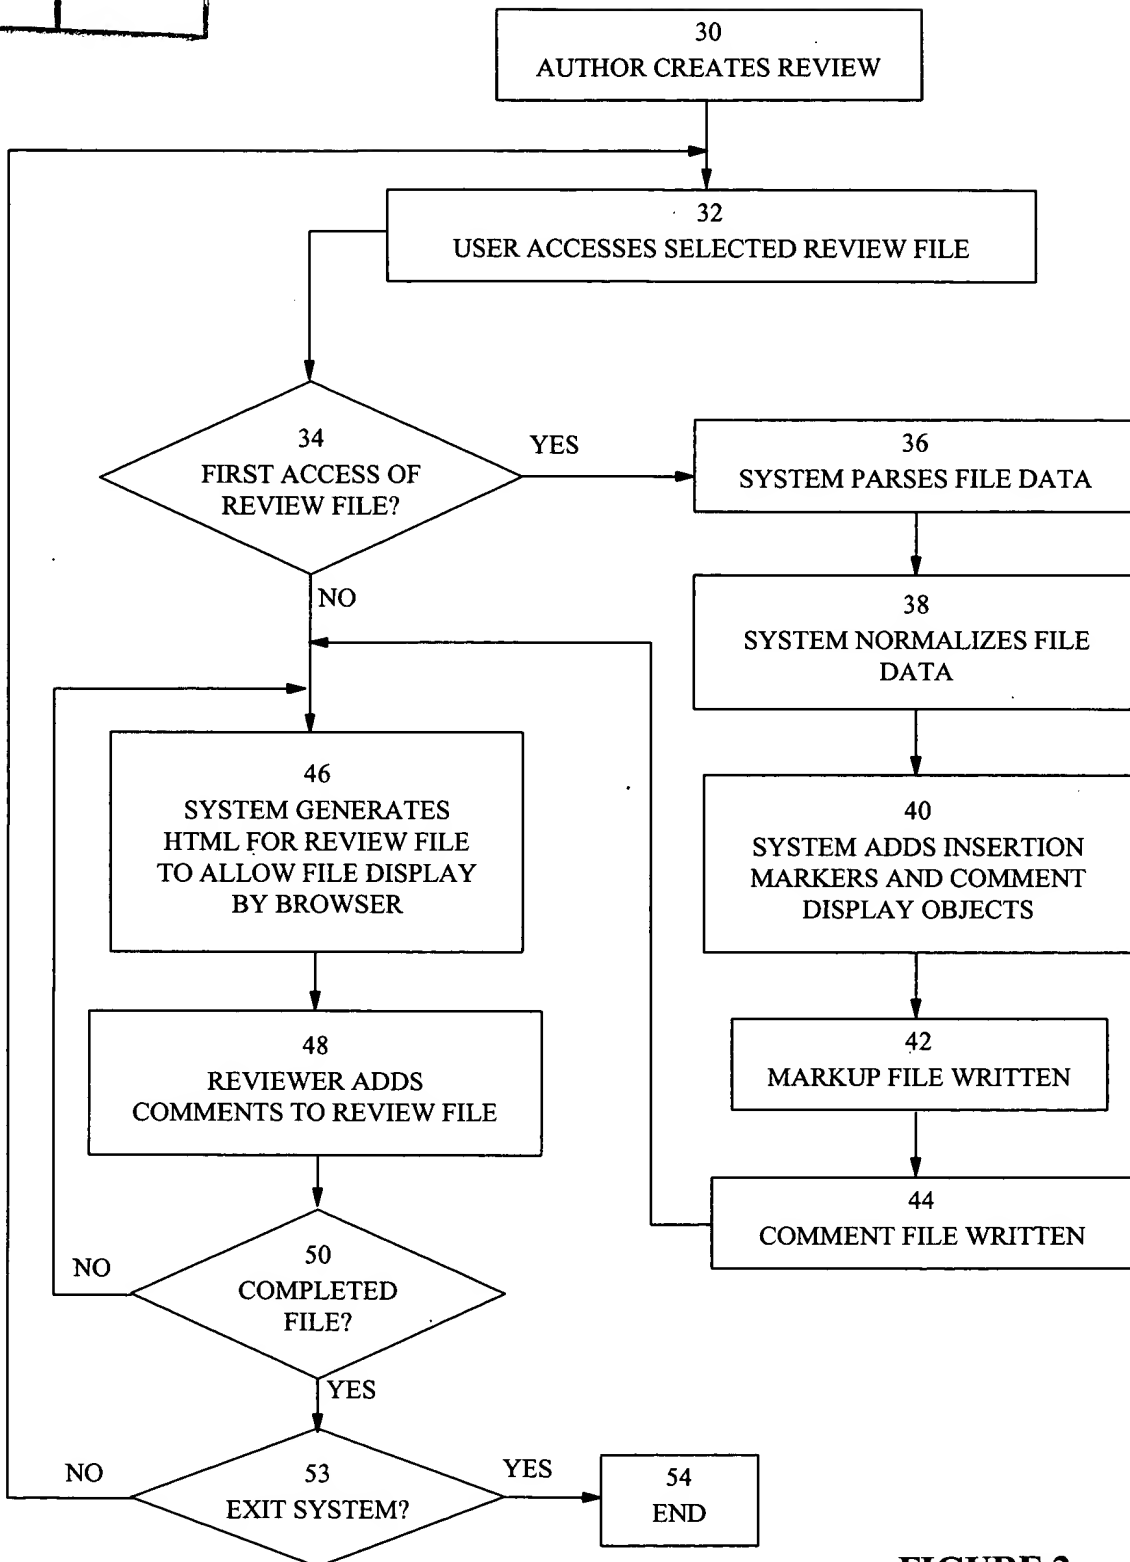 30
AUTHOR CREATES REVIEW
32
USER ACCESSES SELECTED REVIEW FILE
34
FIRST ACCESS OF
REVIEW FILE?
YES
NO
36
SYSTEM PARSES FILE DATA
38
SYSTEM NORMALIZES FILE
DATA
40
SYSTEM ADDS INSERTION
MARKERS AND COMMENT
DISPLAY OBJECTS
42
MARKUP FILE WRITTEN
44
COMMENT FILE WRITTEN
46
SYSTEM GENERATES
HTML FOR REVIEW FILE
TO ALLOW FILE DISPLAY
BY BROWSER
48
REVIEWER ADDS
COMMENTS TO REVIEW FILE
50
COMPLETED
FILE?
NO
YES
53
EXIT SYSTEM?
NO
YES
54
END